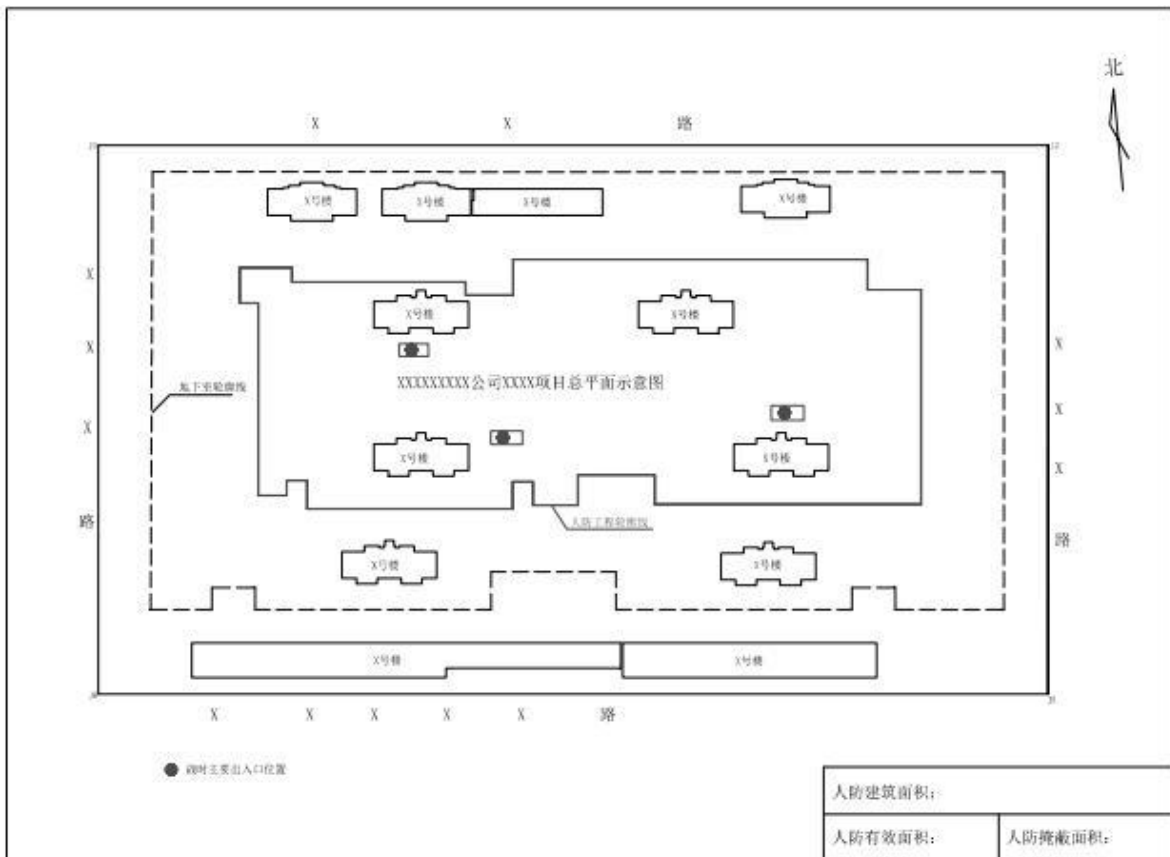 北
X X 路
X号楼 X号楼 X号楼 X号楼
X
X号楼 X号楼
X X
地下室轮廓线
XXXXXXXXX公司XXXX项目总平面示意图
X X
X号楼 X号楼
X
路 人防工程轮廓线 路
X号楼 X号楼
X号楼 X号楼
X X X X X 路
战时主要出入口位置
人防建筑面积:
人防有效面积: 人防掩蔽面积: